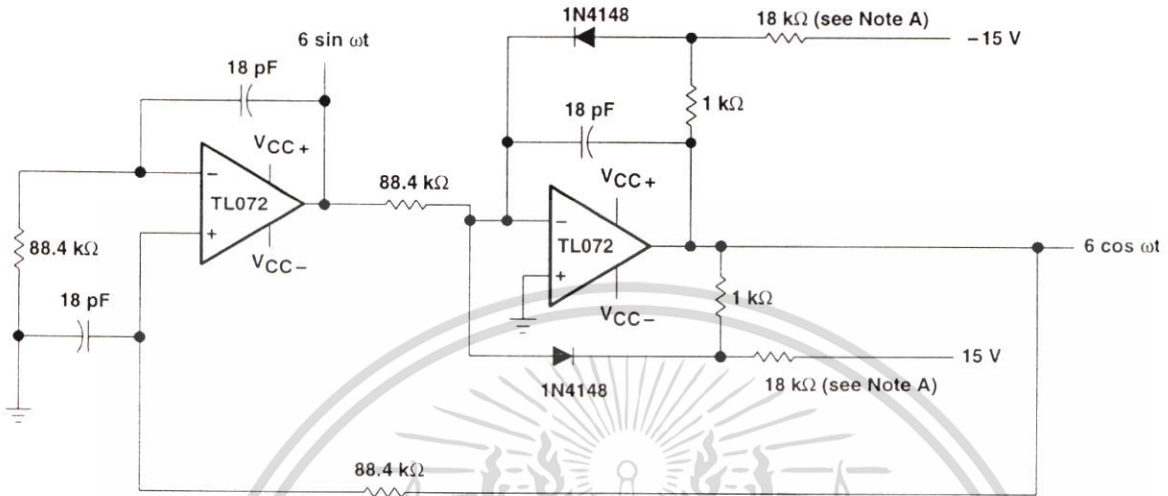 1N4148
18 kΩ (see Note A)
−15 V
6 sin ωt
18 pF
1 kΩ
18 pF
VCC+
88.4 kΩ
VCC+
−
TL072
+
−
TL072
+
6 cos ωt
88.4 kΩ
VCC−
1 kΩ
18 pF
VCC−
15 V
1N4148
18 kΩ (see Note A)
88.4 kΩ